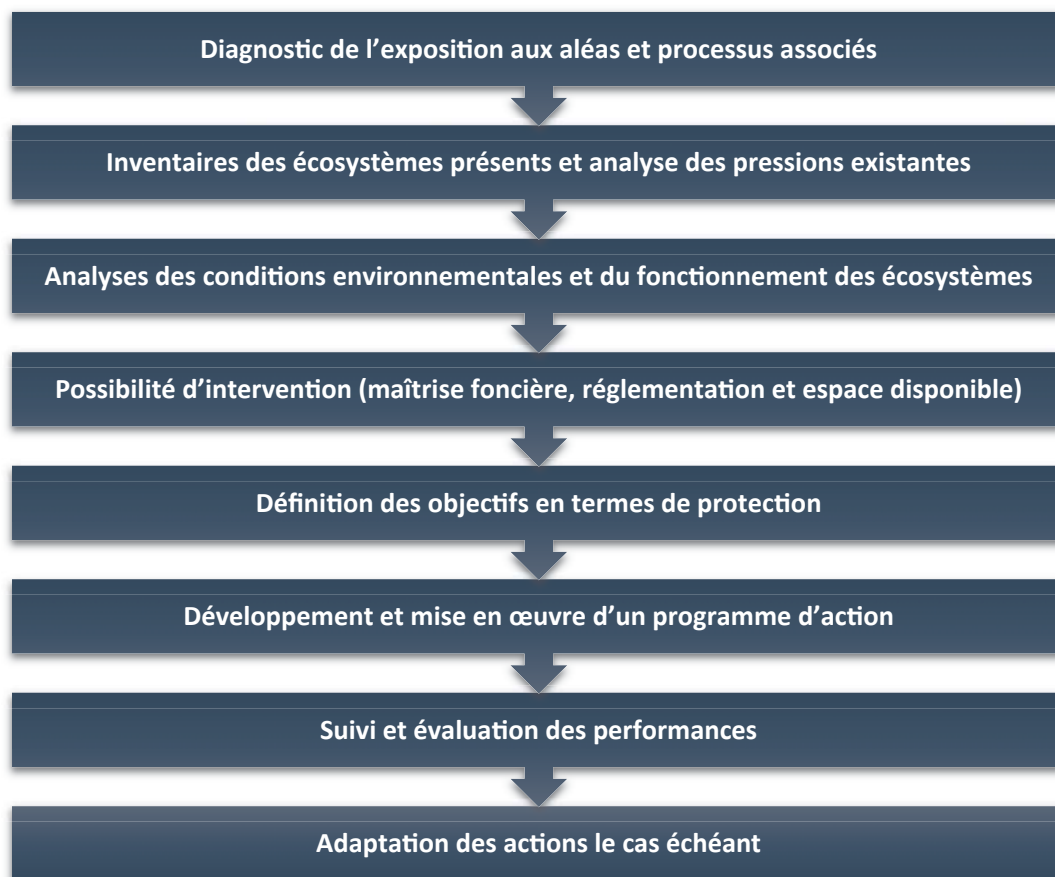 Diagnostic de l’exposition aux aléas et processus associés
Inventaires des écosystèmes présents et analyse des pressions existantes
Analyses des conditions environnementales et du fonctionnement des écosystèmes
Possibilité d’intervention (maîtrise foncière, réglementation et espace disponible)
Définition des objectifs en termes de protection
Développement et mise en œuvre d’un programme d’action
Suivi et évaluation des performances
Adaptation des actions le cas échéant